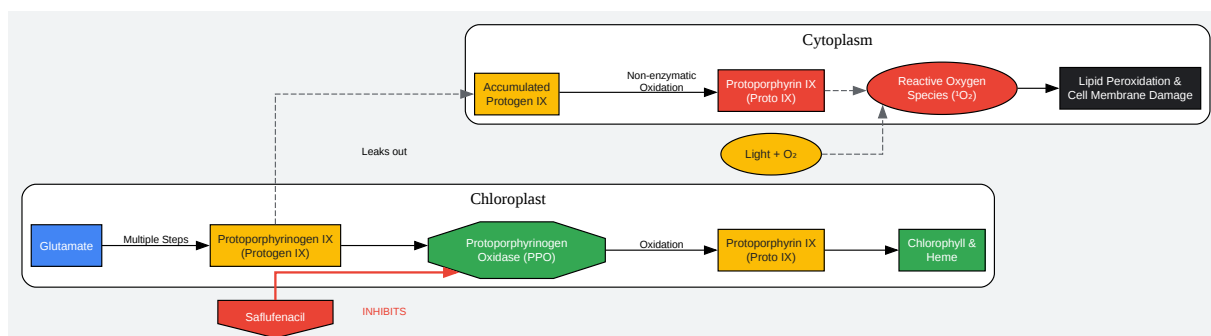 Cytoplasm
Accumulated
Protogen IX
Non-enzymatic
Oxidation
Protoporphyrin IX
(Proto IX)
Reactive Oxygen
Species (¹O₂)
Lipid Peroxidation &
Cell Membrane Damage
Light + O₂
Leaks out
Chloroplast
Glutamate
Multiple Steps
Protoporphyrinogen IX
(Protogen IX)
Protoporphyrinogen
Oxidase (PPO)
Oxidation
Protoporphyrin IX
(Proto IX)
Chlorophyll &
Heme
Saflufenacil
INHIBITS